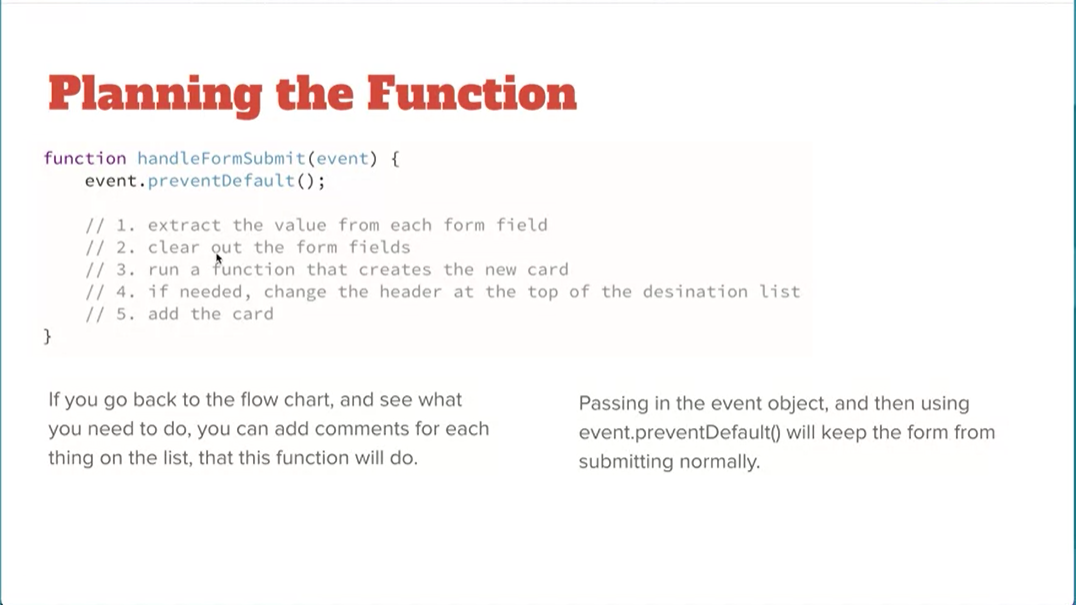 Planning the Function
function handleFormSubmit(event) {
    event.preventDefault();
    // 1. extract the value from each form field
    // 2. clear out the form fields
    // 3. run a function that creates the new card
    // 4. if needed, change the header at the top of the desination list
    // 5. add the card
}
If you go back to the flow chart, and see what
you need to do, you can add comments for each
thing on the list, that this function will do.
Passing in the event object, and then using
event.preventDefault() will keep the form from
submitting normally.